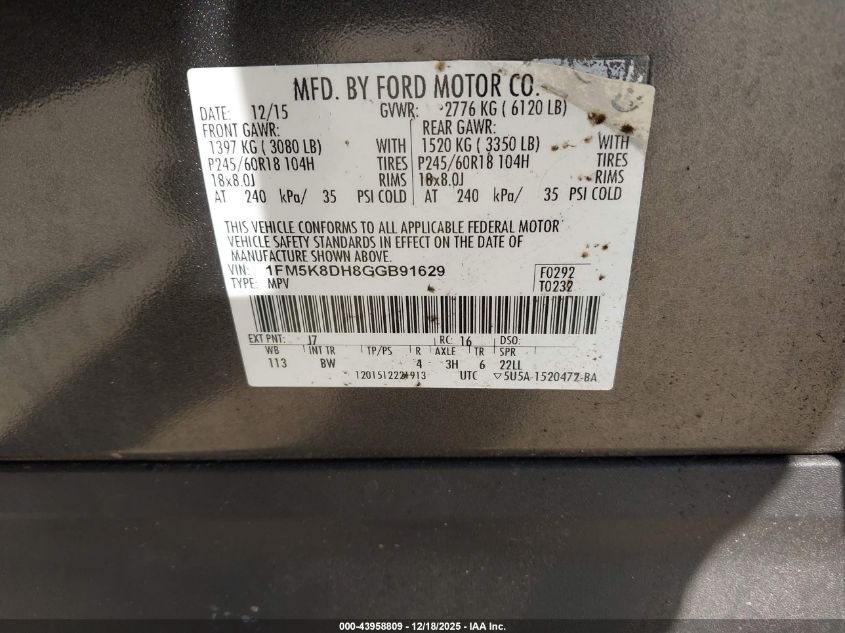 MFD. BY FORD MOTOR CO.
DATE: 12/15 GVWR: 2776 KG ( 6120 LB)
FRONT GAWR: REAR GAWR:
1397 KG ( 3080 LB) WITH 1520 KG ( 3350 LB) WITH
P245/60R18 104H TIRES P245/60R18 104H TIRES
18x8.0J RIMS 18x8.0J RIMS
AT 240 kPa/ 35 PSI COLD AT 240 kPa/ 35 PSI COLD
THIS VEHICLE CONFORMS TO ALL APPLICABLE FEDERAL MOTOR
VEHICLE SAFETY STANDARDS IN EFFECT ON THE DATE OF
MANUFACTURE SHOWN ABOVE.
VIN: 1FM5K8DH8GGB91629 F0292
TYPE: MPV T0232
EXT PNT: J7 RC: 16 DSO:
WB INT TR TP/PS R AXLE TR SPR
113 BW 4 3H 6 22LL
1201512221913 UTC ▽5U5A-1520472-BA
000-43958809 - 12/18/2025 - IAA Inc.